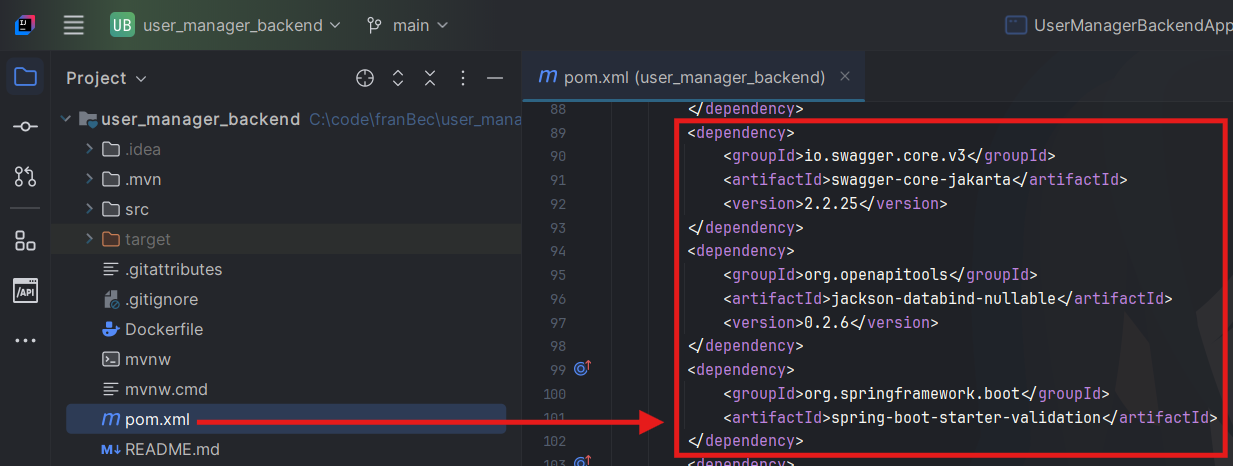 UB user_manager_backend main UserManagerBackendApp
Project
pom.xml (user_manager_backend)
user_manager_backend C:\code\franBec\user_mana
.idea
.mvn
src
target
.gitattributes
.gitignore
Dockerfile
mvnw
mvnw.cmd
pom.xml
README.md
/API
88 </dependency>
89 <dependency>
90 <groupId>io.swagger.core.v3</groupId>
91 <artifactId>swagger-core-jakarta</artifactId>
92 <version>2.2.25</version>
93 </dependency>
94 <dependency>
95 <groupId>org.openapitools</groupId>
96 <artifactId>jackson-databind-nullable</artifactId>
97 <version>0.2.6</version>
98 </dependency>
99 <dependency>
100 <groupId>org.springframework.boot</groupId>
101 <artifactId>spring-boot-starter-validation</artifactId>
102 </dependency>
103 <dependency>